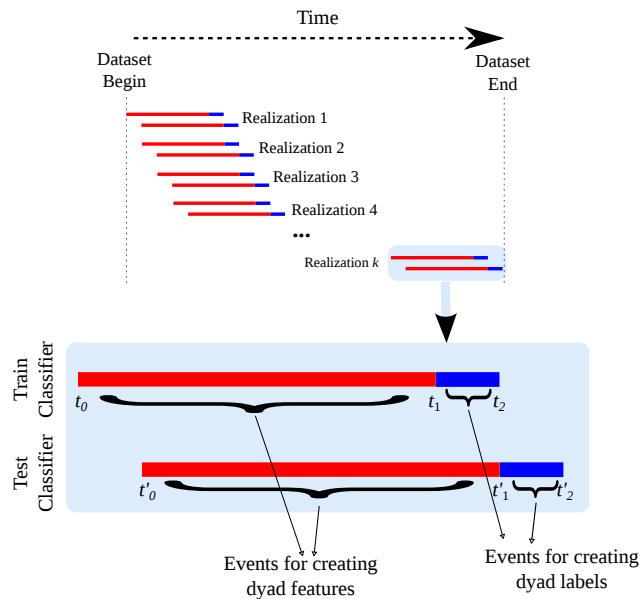 Time
Dataset
Begin
Dataset
End
Realization 1
Realization 2
Realization 3
Realization 4
...
Realization k
Train
Classifier
t0
t1
t2
Test
Classifier
t'0
t'1
t'2
Events for creating
dyad features
Events for creating
dyad labels